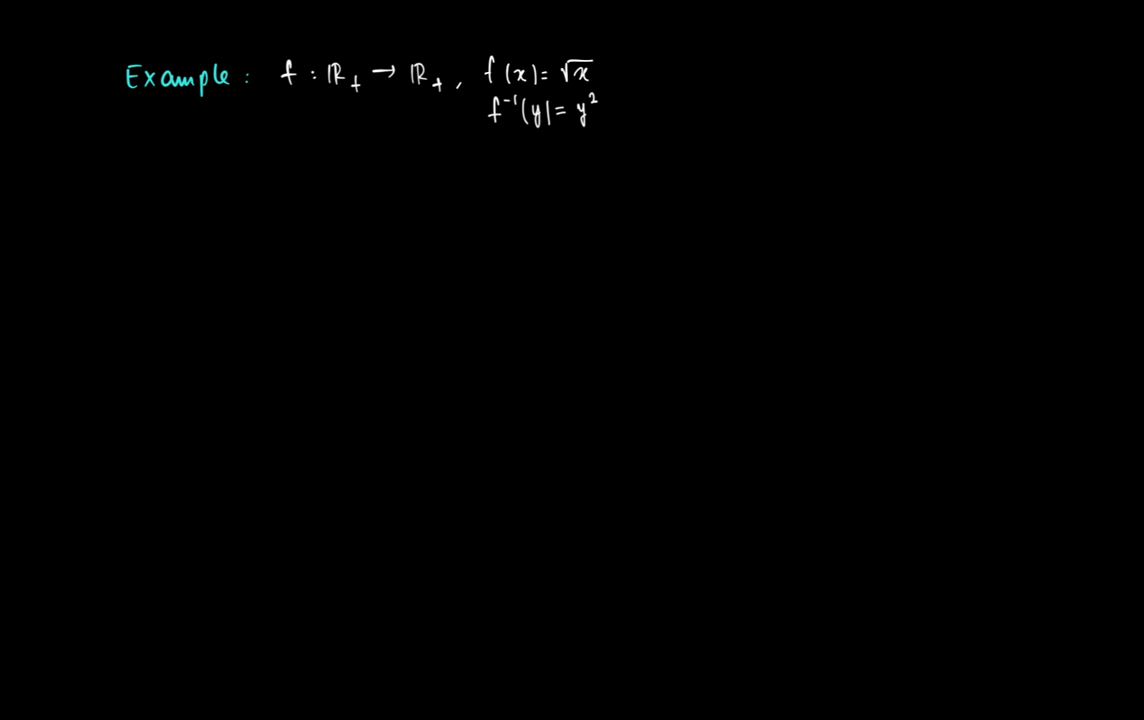 Example: f : ℝ₊ → ℝ₊, f(x) = √x
f⁻¹(y) = y²